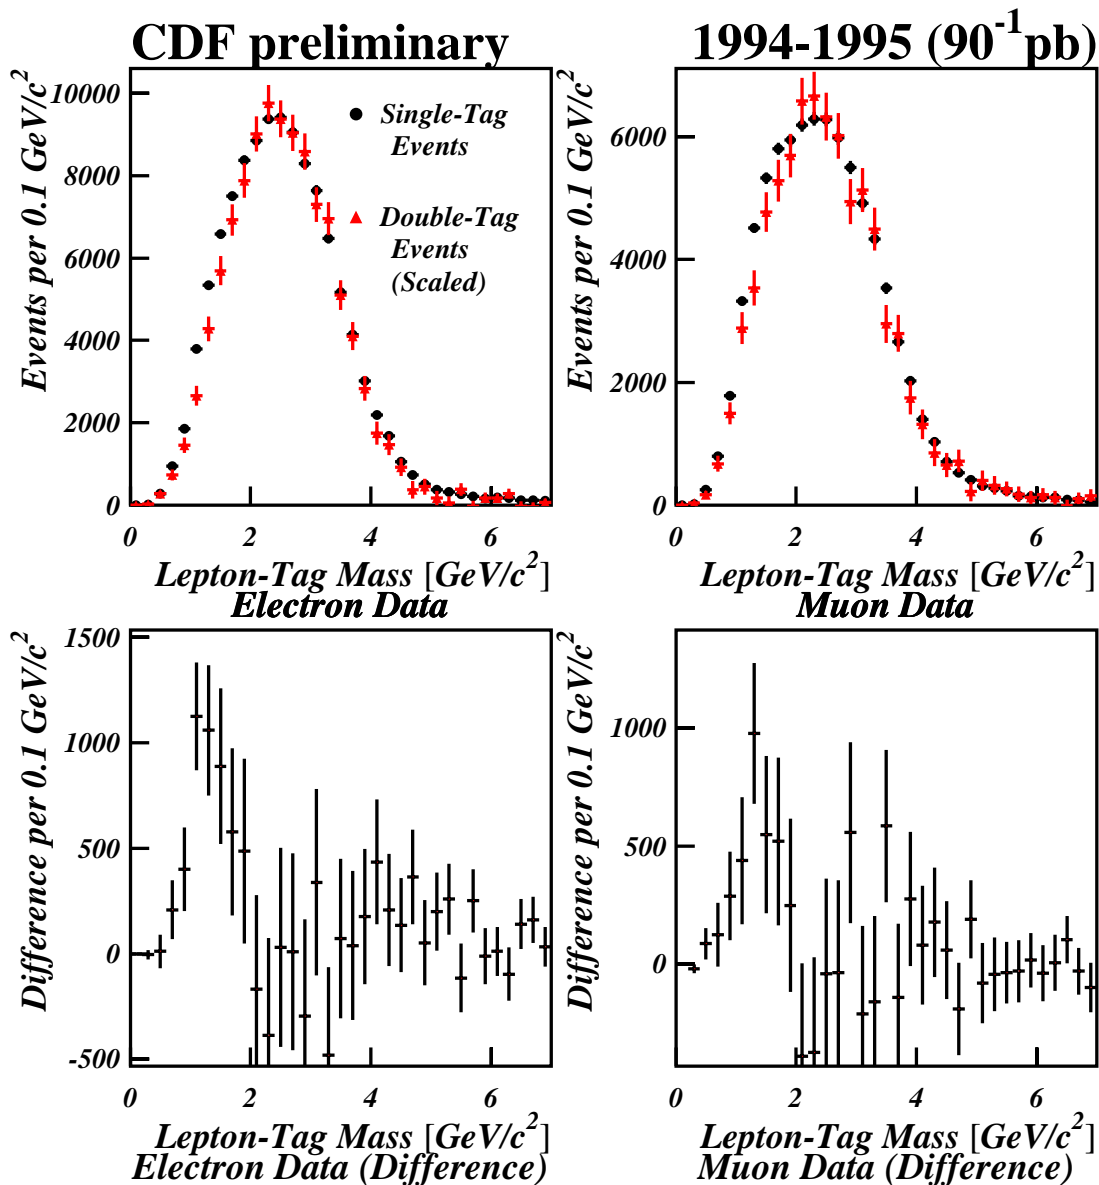 CDF preliminary
1994-1995 (90⁻¹pb)
Events per 0.1 GeV/c²
10000
8000
6000
4000
2000
0
Single-Tag
Events
Double-Tag
Events
(Scaled)
0 2 4 6
Lepton-Tag Mass [GeV/c²]
Electron Data
Events per 0.1 GeV/c²
6000
4000
2000
0
0 2 4 6
Lepton-Tag Mass [GeV/c²]
Muon Data
Difference per 0.1 GeV/c²
1500
1000
500
0
-500
0 2 4 6
Lepton-Tag Mass [GeV/c²]
Electron Data (Difference)
Difference per 0.1 GeV/c²
1000
500
0
0 2 4 6
Lepton-Tag Mass [GeV/c²]
Muon Data (Difference)